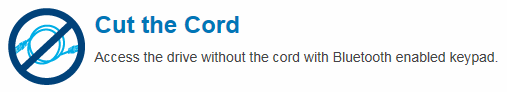 Cut the Cord
Access the drive without the cord with Bluetooth enabled keypad.